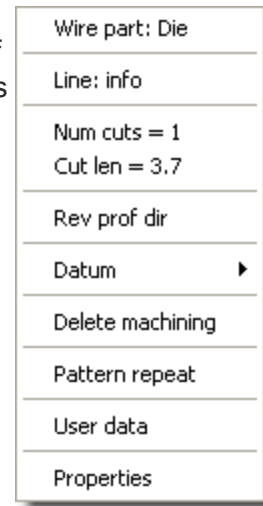 Wire part: Die
s
Line: info
Num cuts = 1
Cut len = 3.7
Rev prof dir
Datum
Delete machining
Pattern repeat
User data
Properties